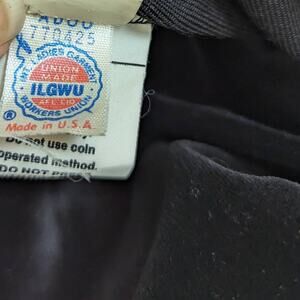 770425
LADIES GARMENT
UNION
MADE
ILGWU
AFL CIO
WORKERS UNION
®
Made in U.S.A.
Do not use coin
operated method.
DO NOT